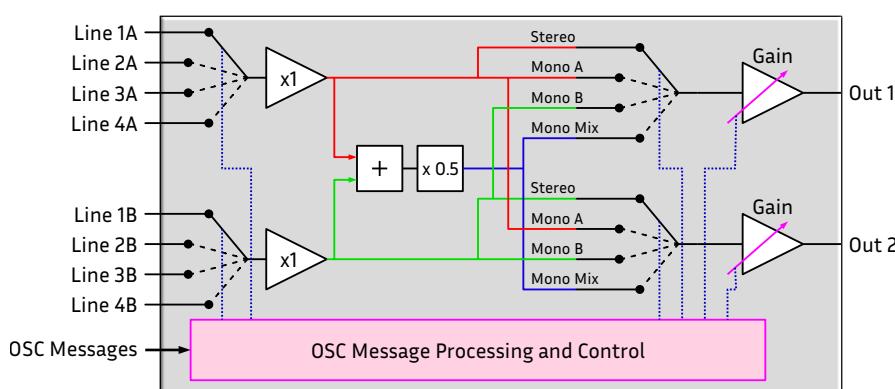 Line 1A
Line 2A
Line 3A
Line 4A
x1
Stereo
Mono A
Mono B
Mono Mix
Gain
Out 1
+
x 0.5
Line 1B
Line 2B
Line 3B
Line 4B
x1
Stereo
Mono A
Mono B
Mono Mix
Gain
Out 2
OSC Messages
OSC Message Processing and Control